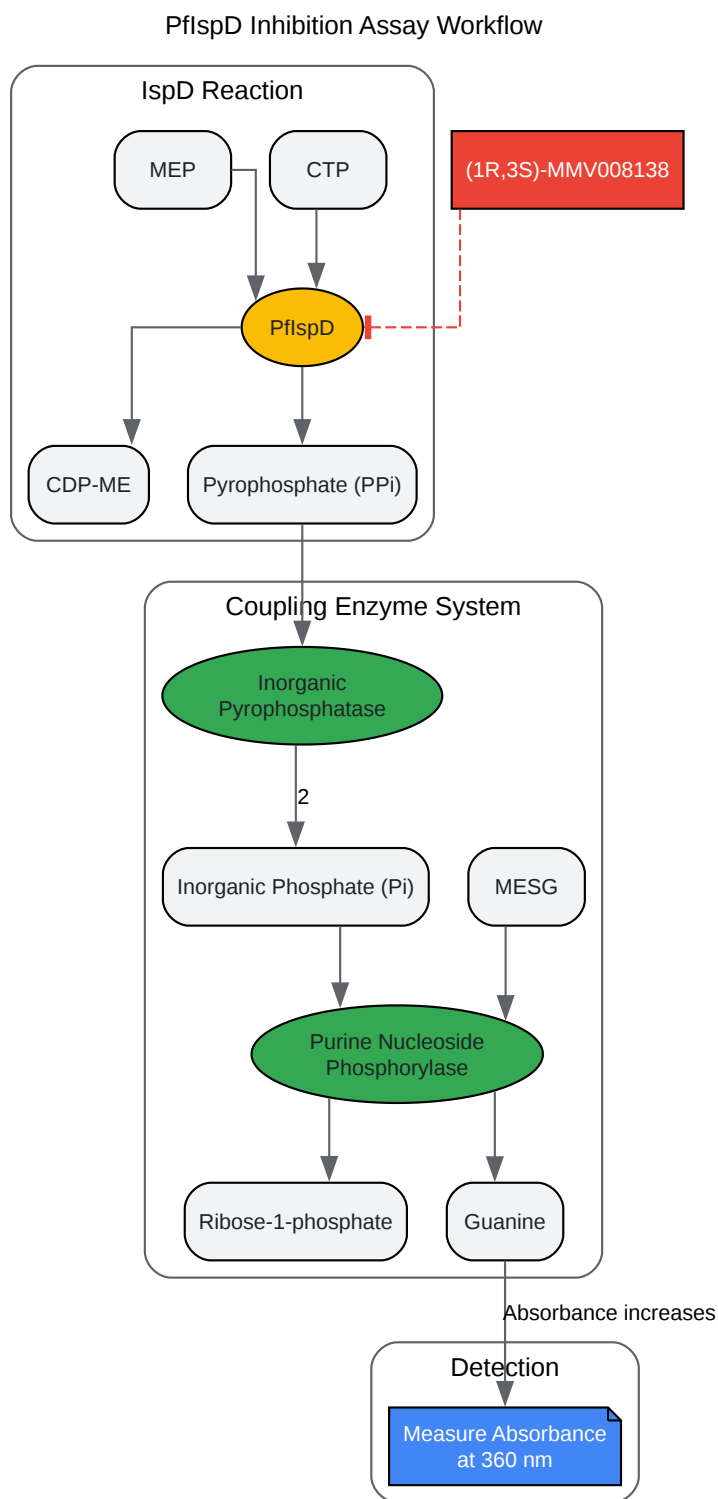 PfIspD Inhibition Assay Workflow
IspD Reaction
MEP
CTP
(1R,3S)-MMV008138
PfIspD
CDP-ME
Pyrophosphate (PPi)
Coupling Enzyme System
Inorganic
Pyrophosphatase
2
Inorganic Phosphate (Pi)
MESG
Purine Nucleoside
Phosphorylase
Ribose-1-phosphate
Guanine
Absorbance increases
Detection
Measure Absorbance
at 360 nm